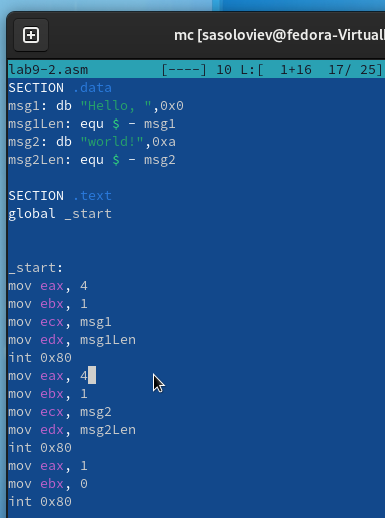 mc [sasoloviev@fedora-Virtual
lab9-2.asm [----] 10 L:[ 1+16 17/ 25]
SECTION .data
msg1: db "Hello, ",0x0
msg1Len: equ $ - msg1
msg2: db "world!",0xa
msg2Len: equ $ - msg2
SECTION .text
global _start
_start:
mov eax, 4
mov ebx, 1
mov ecx, msg1
mov edx, msg1Len
int 0x80
mov eax, 4
mov ebx, 1
mov ecx, msg2
mov edx, msg2Len
int 0x80
mov eax, 1
mov ebx, 0
int 0x80